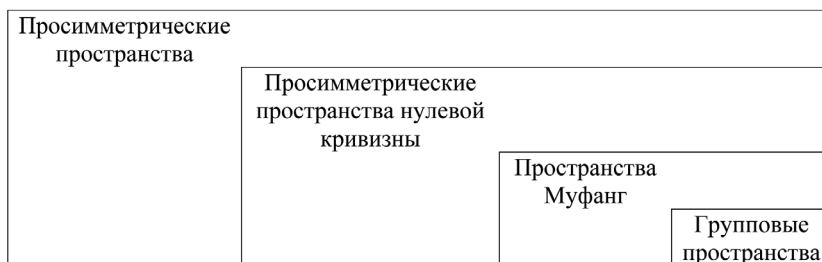 Просимметрические
пространства
Просимметрические
пространства нулевой
кривизны
Пространства
Муфанг
Групповые
пространства